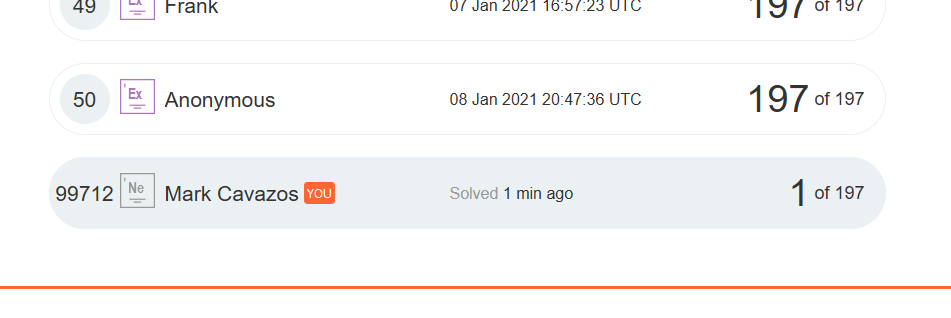 49 Ex Frank 07 Jan 2021 16:57:23 UTC 197 of 197
50 Ex Anonymous 08 Jan 2021 20:47:36 UTC 197 of 197
99712 Ne Mark Cavazos YOU Solved 1 min ago 1 of 197